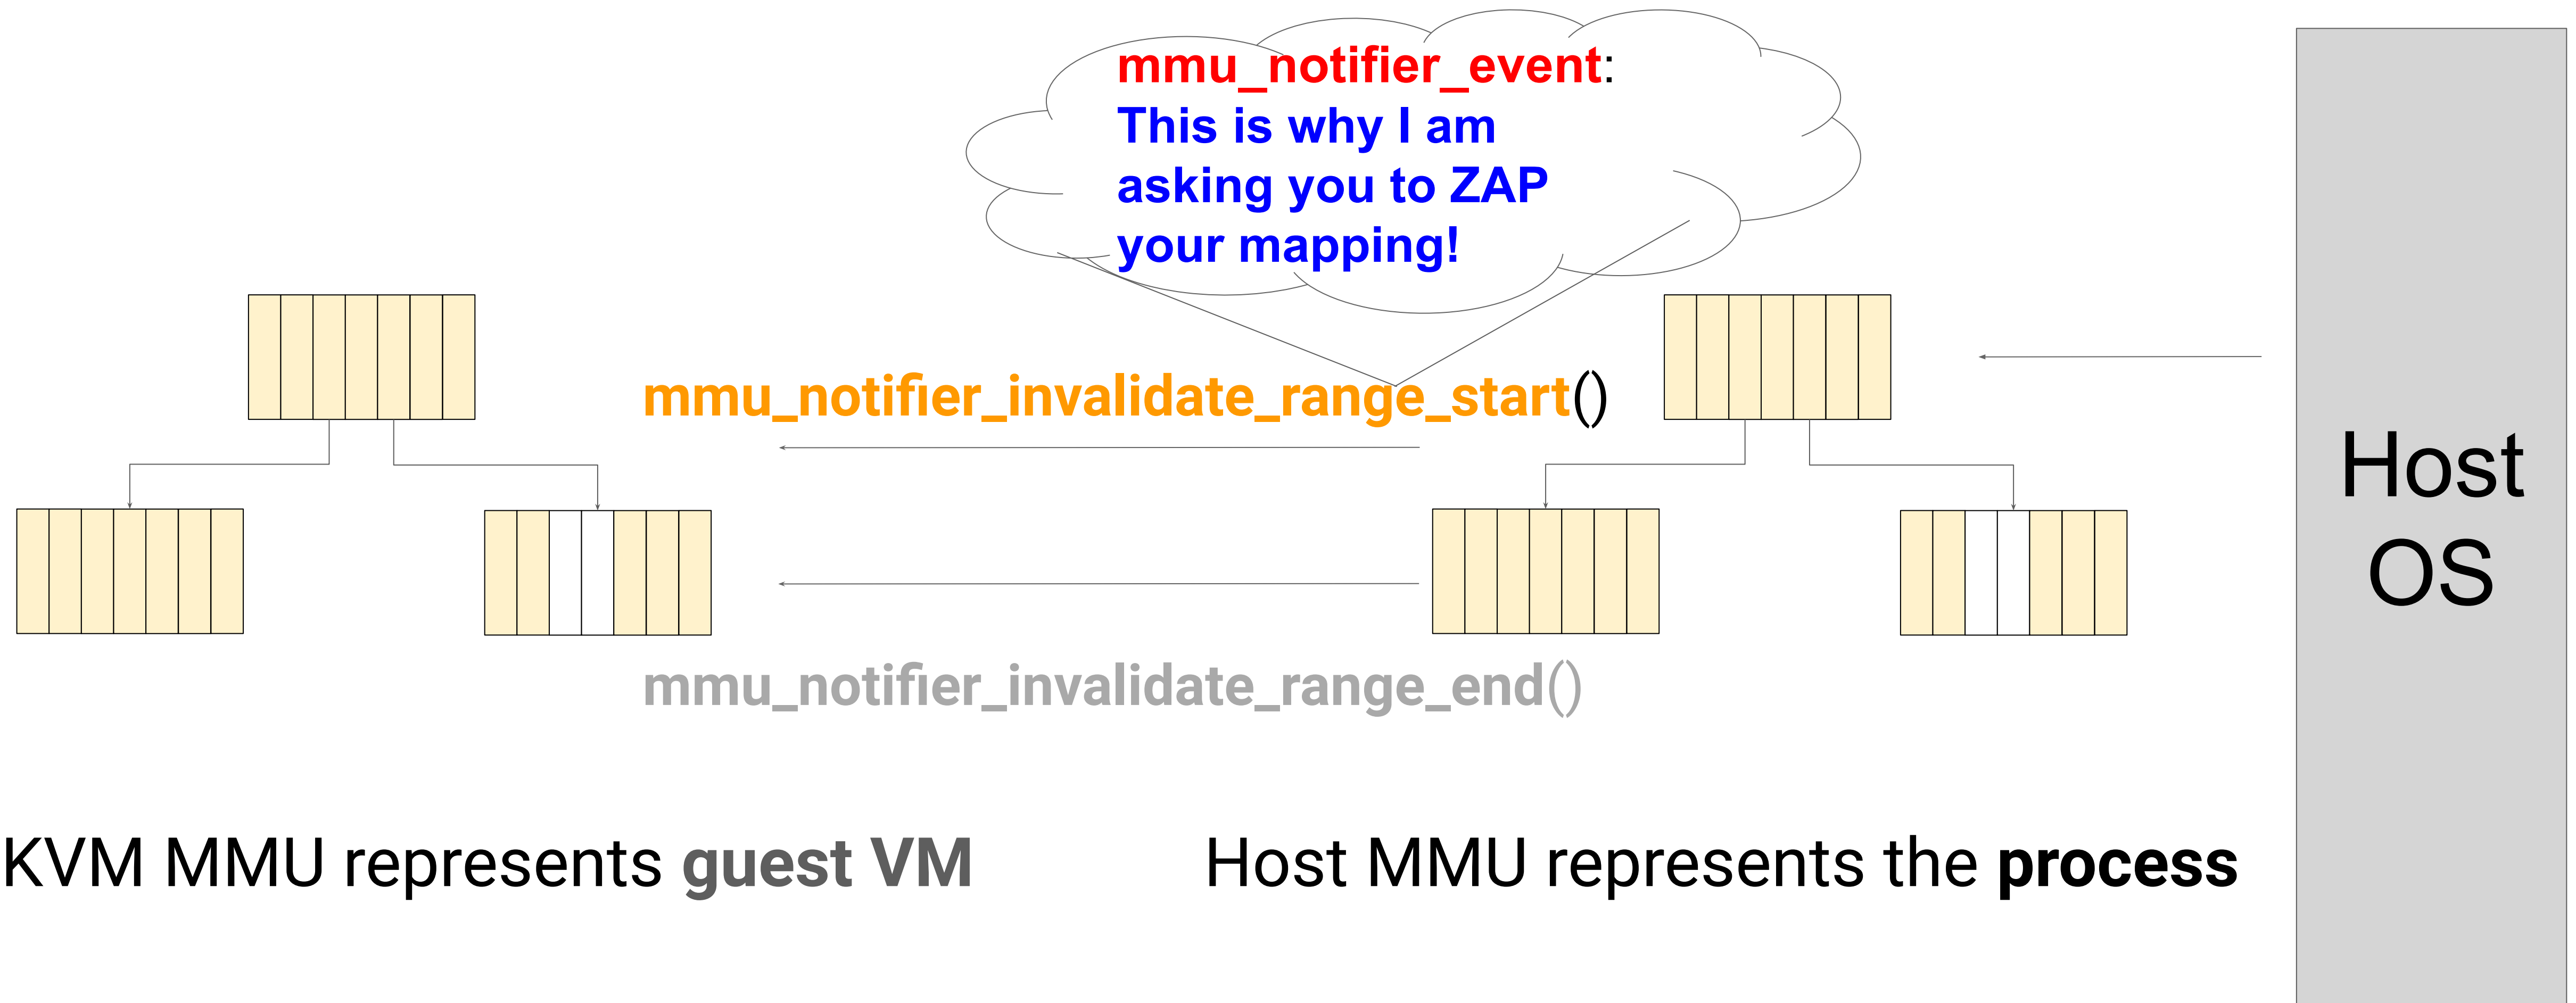 mmu_notifier_event:
This is why I am
asking you to ZAP
your mapping!
mmu_notifier_invalidate_range_start()
Host
OS
mmu_notifier_invalidate_range_end()
KVM MMU represents guest VM
Host MMU represents the process